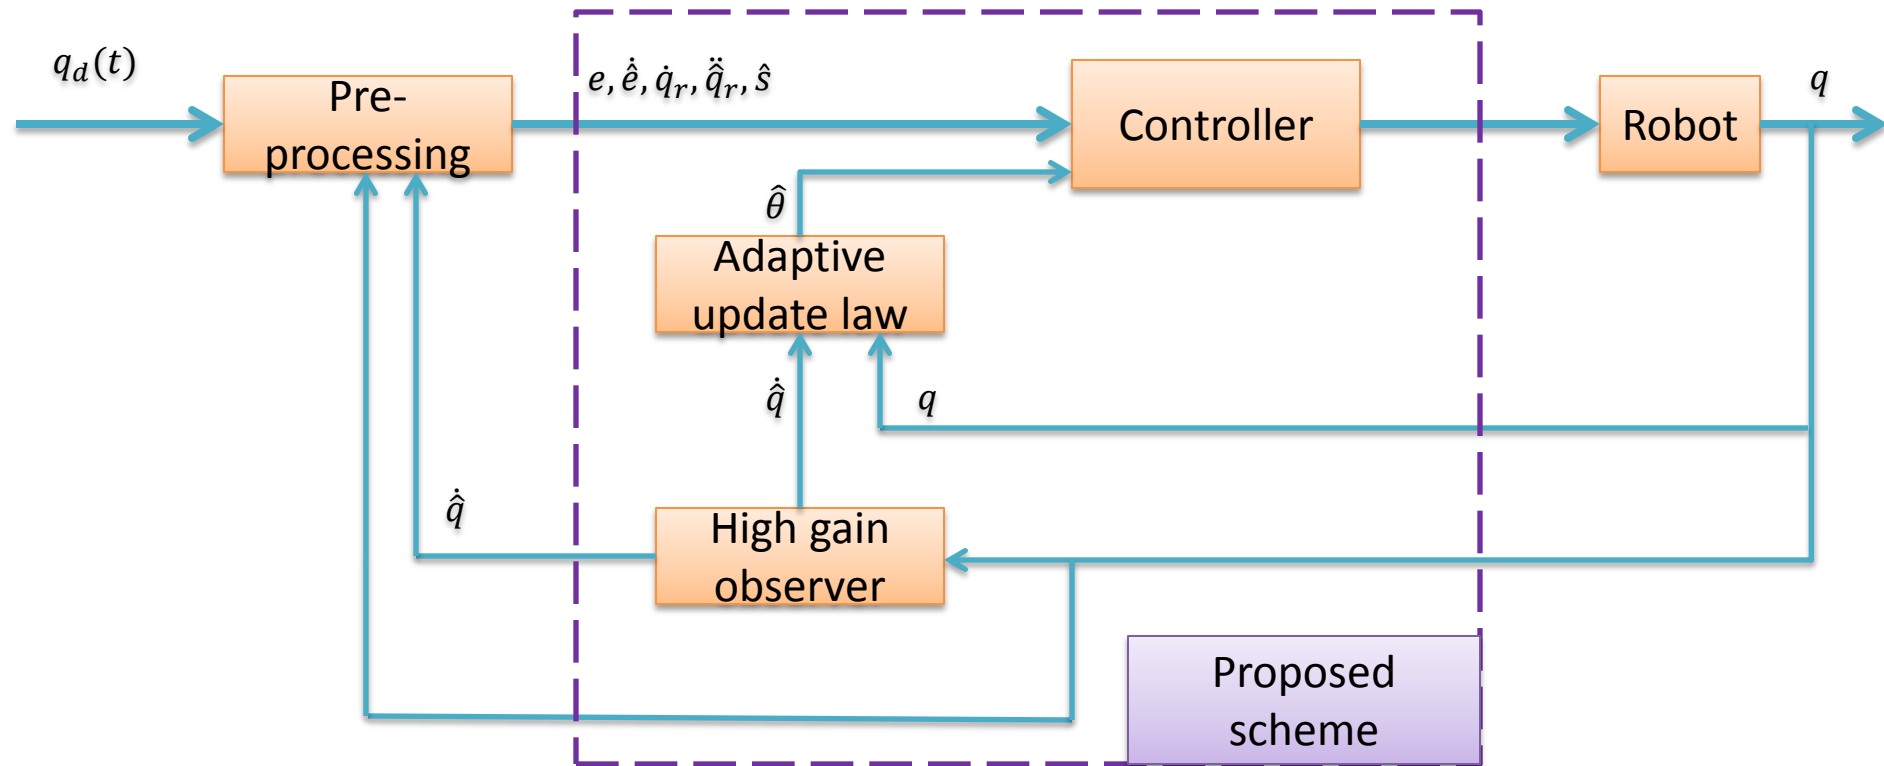 q_d(t)
Pre-
processing
e, ė̂, q̇_r, q̈̂_r, ŝ
Controller
Robot
q
θ̂
Adaptive
update law
q̇̂
q
q̇̂
High gain
observer
Proposed
scheme